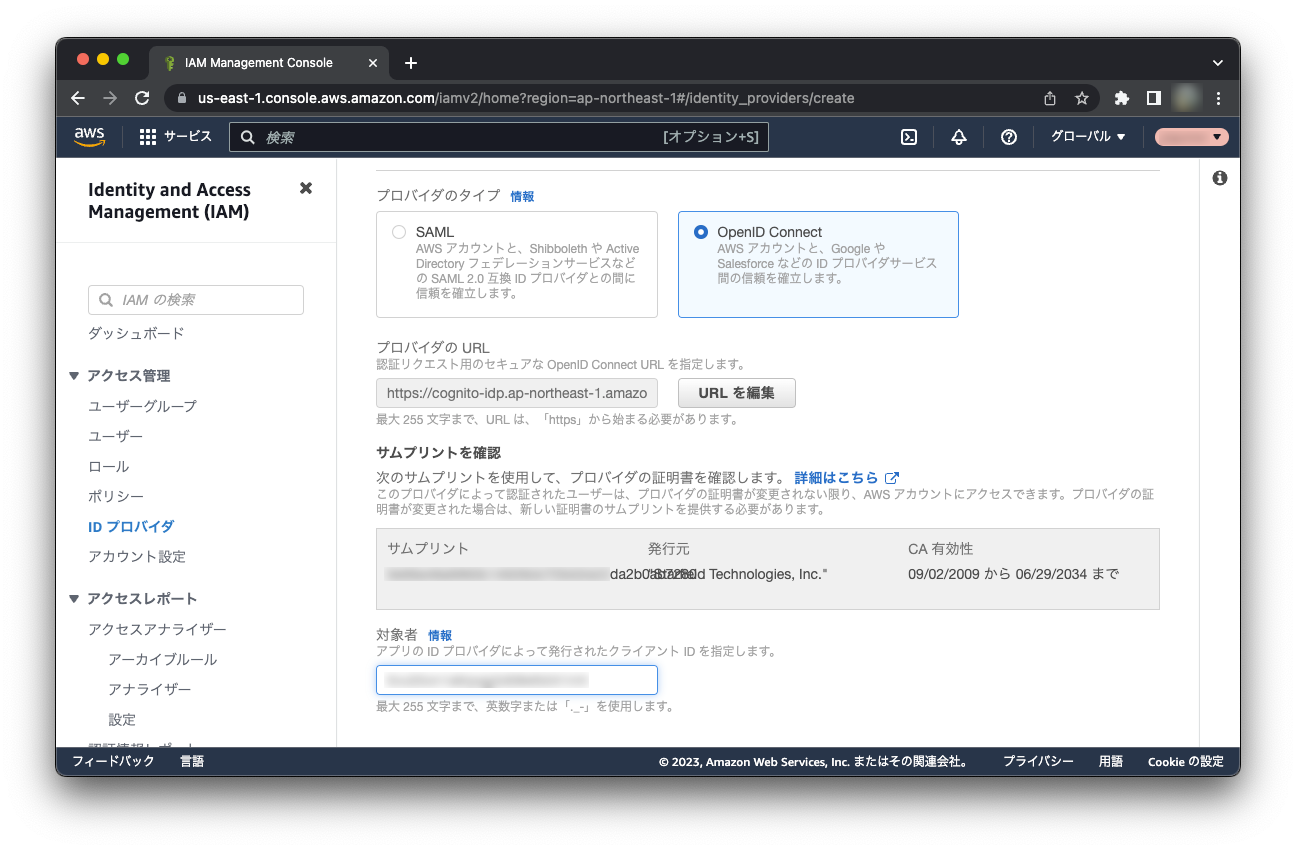 IAM Management Console
us-east-1.console.aws.amazon.com/iamv2/home?region=ap-northeast-1#/identity_providers/create
aws
サービス
検索
[オプション+S]
グローバル
Identity and Access
Management (IAM)
IAM の検索
ダッシュボード
アクセス管理
ユーザーグループ
ユーザー
ロール
ポリシー
ID プロバイダ
アカウント設定
アクセスレポート
アクセスアナライザー
アーカイブルール
アナライザー
設定
認証情報レポート
プロバイダのタイプ 情報
SAML
AWS アカウントと、Shibboleth や Active
Directory フェデレーションサービスなど
の SAML 2.0 互換 ID プロバイダとの間に
信頼を確立します。
OpenID Connect
AWS アカウントと、Google や
Salesforce などの ID プロバイダサービス
間の信頼を確立します。
プロバイダの URL
認証リクエスト用のセキュアな OpenID Connect URL を指定します。
https://cognito-idp.ap-northeast-1.amazo
URL を編集
最大 255 文字まで、URL は、「https」から始まる必要があります。
サムプリントを確認
次のサムプリントを使用して、プロバイダの証明書を確認します。 詳細はこちら
このプロバイダによって認証されたユーザーは、プロバイダの証明書が変更されない限り、AWS アカウントにアクセスできます。プロバイダの証
明書が変更された場合は、新しい証明書のサムプリントを提供する必要があります。
サムプリント 発行元 CA 有効性
Technologies, Inc." 09/02/2009 から 06/29/2034 まで
対象者 情報
アプリの ID プロバイダによって発行されたクライアント ID を指定します。
最大 255 文字まで、英数字または「._-」を使用します。
フィードバック 言語
© 2023, Amazon Web Services, Inc. またはその関連会社。 プライバシー 用語 Cookie の設定